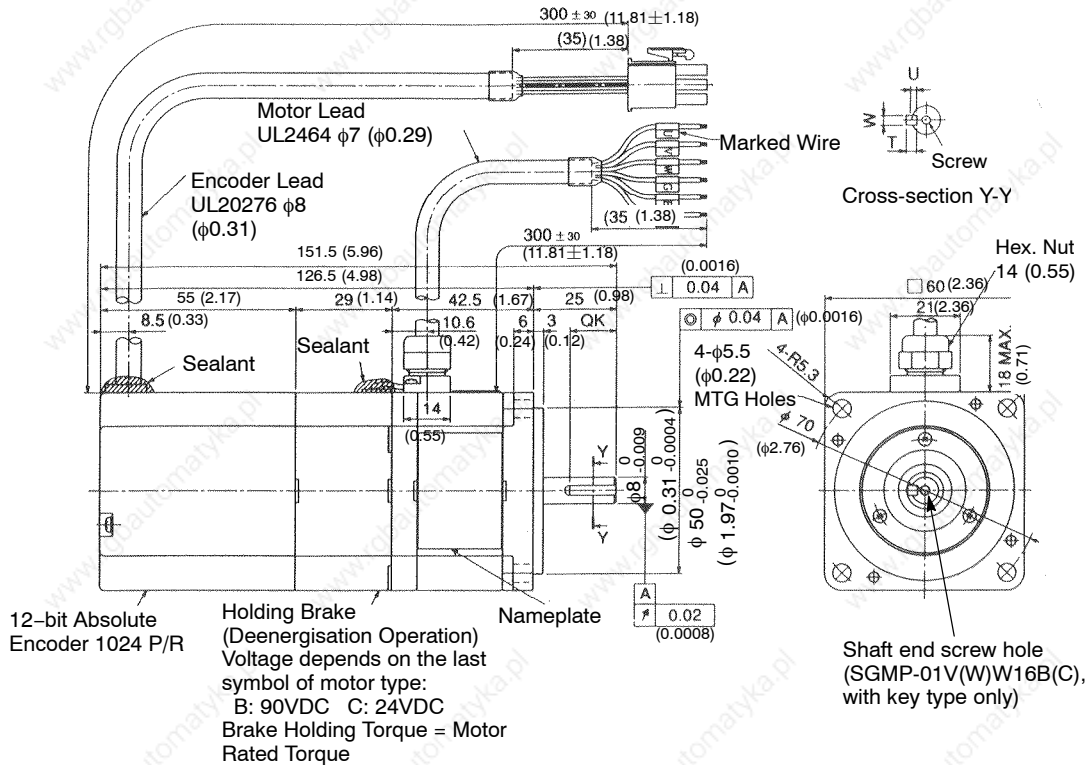 300 ± 30 (11.81±1.18)
(35) (1.38)
Motor Lead
UL2464 φ7 (φ0.29)
Marked Wire
U
V
W
G
Encoder Lead
UL20276 φ8
(φ0.31)
(35 (1.38)
300 ± 30
(11.81±1.18)
151.5 (5.96)
126.5 (4.98)
55 (2.17)
29 (1.14)
42.5 (1.67)
25 (0.98)
8.5 (0.33)
10.6
(0.42)
6
(0.24)
3
(0.12)
QK
Sealant
Sealant
14
(0.55)
U
W
T
Screw
Cross-section Y-Y
(0.0016)
⊥ 0.04 A
◎ φ 0.04 A (φ0.0016)
Hex. Nut
14 (0.55)
□ 60 (2.36)
21(2.36)
18 MAX.
(0.71)
4-φ5.5
(φ0.22)
MTG Holes
4-R5.3
φ 70
(φ2.76)
Y
Y
φ8 0 -0.009
(φ 0.31 0 -0.0004)
φ 50 0 -0.025
(φ 1.97 0 -0.0010)
A
↗ 0.02
(0.0008)
12−bit Absolute
Encoder 1024 P/R
Holding Brake
(Deenergisation Operation)
Voltage depends on the last
symbol of motor type:
B: 90VDC C: 24VDC
Brake Holding Torque = Motor
Rated Torque
Nameplate
Shaft end screw hole
(SGMP-01V(W)W16B(C),
with key type only)
www.rgbautomatyka.pl